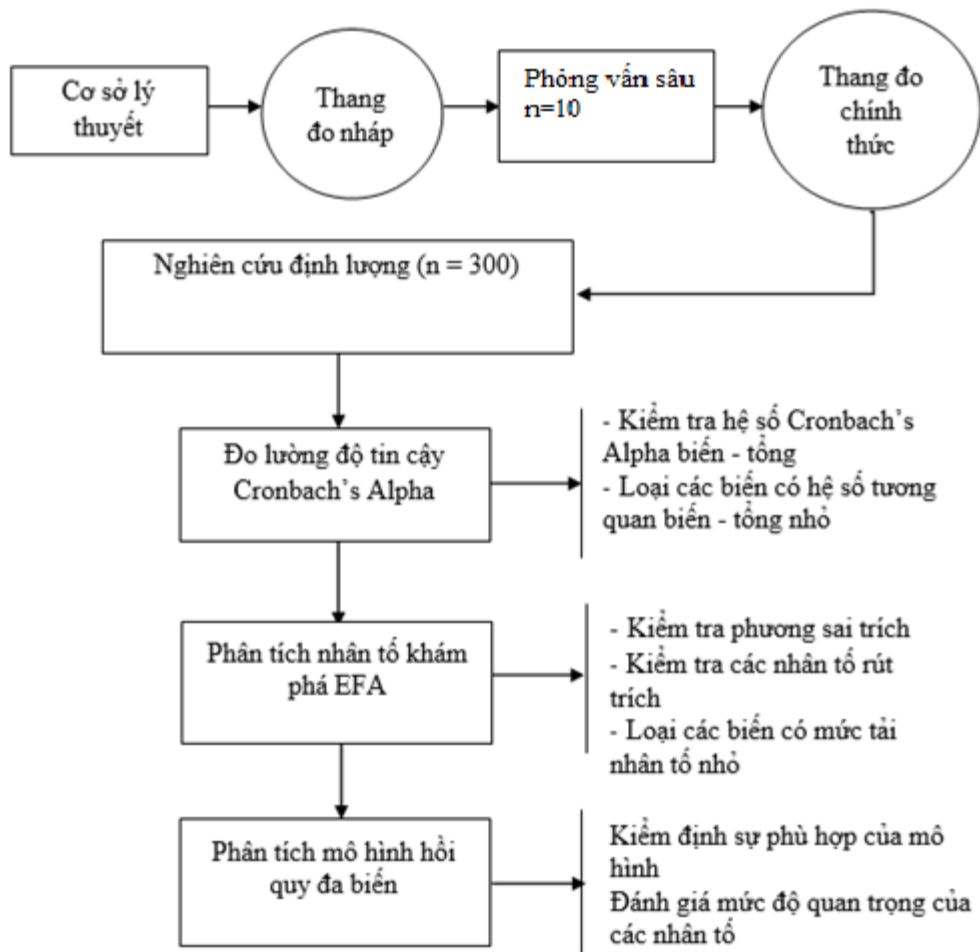 Cơ sở lý
thuyết
Thang
đo nháp
Phỏng vấn sâu
n=10
Thang đo
chính
thức
Nghiên cứu định lượng (n = 300)
Đo lường độ tin cậy
Cronbach's Alpha
- Kiểm tra hệ số Cronbach's
Alpha biến - tổng
- Loại các biến có hệ số tương
quan biến - tổng nhỏ
Phân tích nhân tố khám
phá EFA
- Kiểm tra phương sai trích
- Kiểm tra các nhân tố rút
trích
- Loại các biến có mức tải
nhân tố nhỏ
Phân tích mô hình hồi
quy đa biến
Kiểm định sự phù hợp của mô
hình
Đánh giá mức độ quan trọng của
các nhân tố